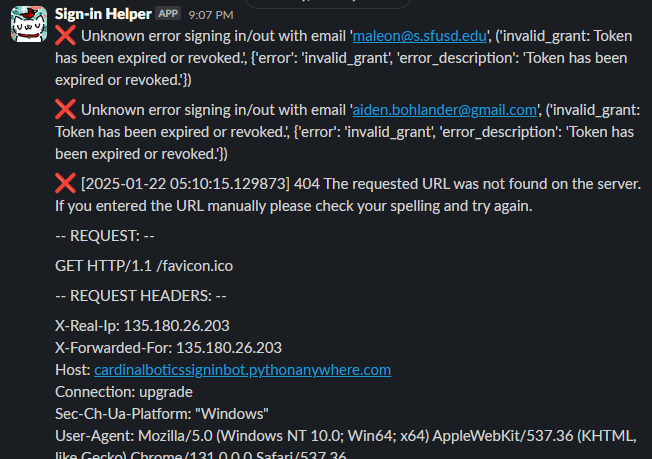 Sign-in Helper APP 9:07 PM
❌ Unknown error signing in/out with email 'maleon@s.sfusd.edu', ('invalid_grant: Token
has been expired or revoked.', {'error': 'invalid_grant', 'error_description': 'Token has been
expired or revoked.'})
❌ Unknown error signing in/out with email 'aiden.bohlander@gmail.com', ('invalid_grant:
Token has been expired or revoked.', {'error': 'invalid_grant', 'error_description': 'Token has
been expired or revoked.'})
❌ [2025-01-22 05:10:15.129873] 404 The requested URL was not found on the server.
If you entered the URL manually please check your spelling and try again.
-- REQUEST: --
GET HTTP/1.1 /favicon.ico
-- REQUEST HEADERS: --
X-Real-Ip: 135.180.26.203
X-Forwarded-For: 135.180.26.203
Host: cardinalboticssigninbot.pythonanywhere.com
Connection: upgrade
Sec-Ch-Ua-Platform: "Windows"
User-Agent: Mozilla/5.0 (Windows NT 10.0; Win64; x64) AppleWebKit/537.36 (KHTML,
like Gecko) Chrome/131.0.0.0 Safari/537.36